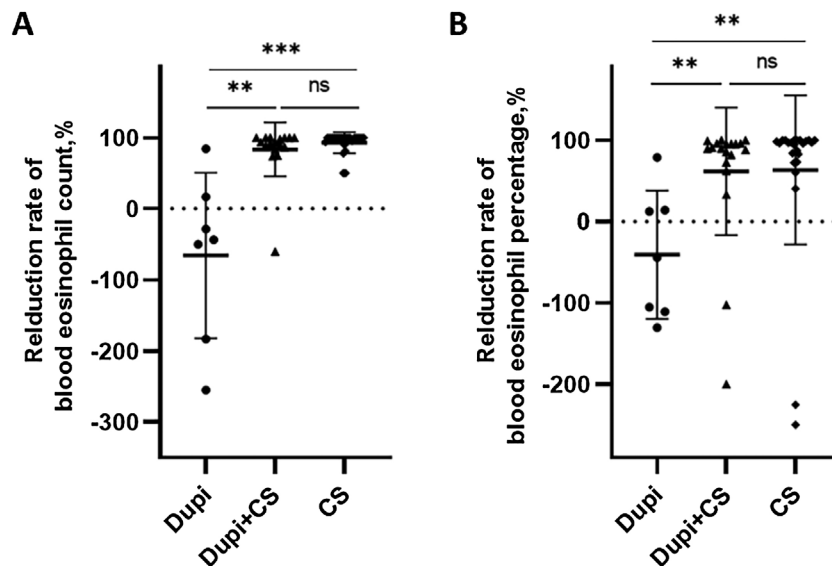 A
Relduction rate of
blood eosinophil count,%
***
**
ns
100
0
-100
-200
-300
Dupi
Dupi+CS
CS
B
Relduction rate of
blood eosinophil percentage,%
**
**
ns
100
0
-100
-200
Dupi
Dupi+CS
CS